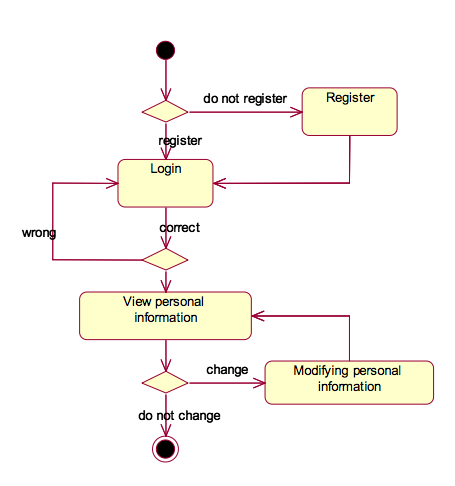 do not register
Register
register
Login
wrong
correct
View personal
information
change
Modifying personal
information
do not change